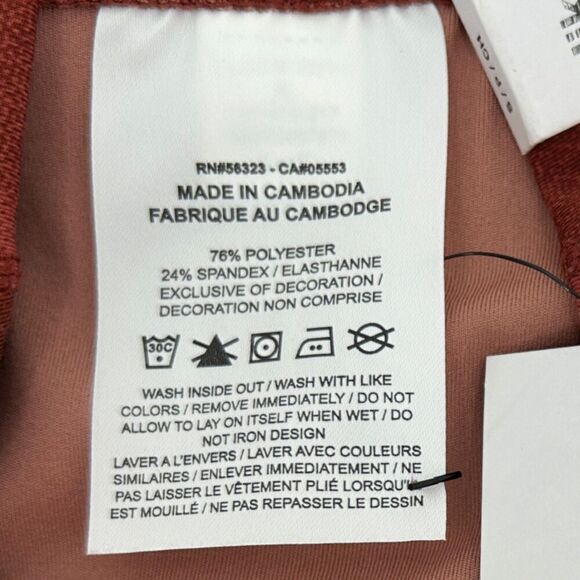 S / P / CH
RN#56323 - CA#05553
MADE IN CAMBODIA
FABRIQUE AU CAMBODGE
76% POLYESTER
24% SPANDEX / ELASTHANNE
EXCLUSIVE OF DECORATION /
DECORATION NON COMPRISE
30C
WASH INSIDE OUT / WASH WITH LIKE
COLORS / REMOVE IMMEDIATELY / DO NOT
ALLOW TO LAY ON ITSELF WHEN WET / DO
NOT IRON DESIGN
LAVER A L'ENVERS / LAVER AVEC COULEURS
SIMILAIRES / ENLEVER IMMEDIATEMENT / NE
PAS LAISSER LE VÊTEMENT PLIÉ LORSQU'IL
EST MOUILLÉ / NE PAS REPASSER LE DESSIN